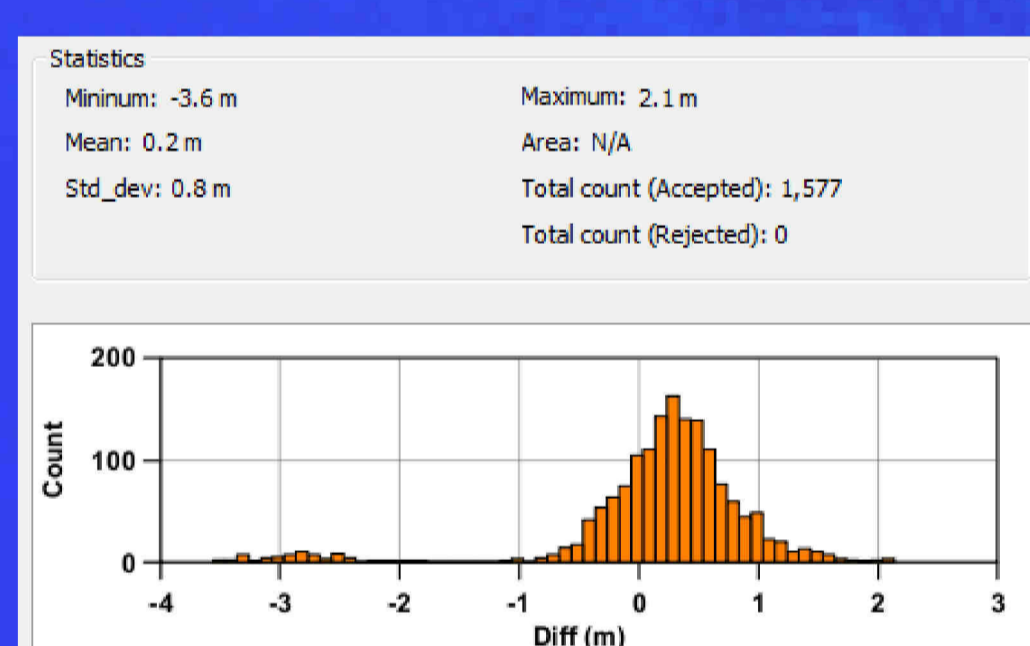 Statistics
Mininum: -3.6 m
Maximum: 2.1 m
Mean: 0.2 m
Area: N/A
Std_dev: 0.8 m
Total count (Accepted): 1,577
Total count (Rejected): 0
200
100
0
Count
-4 -3 -2 -1 0 1 2 3
Diff (m)